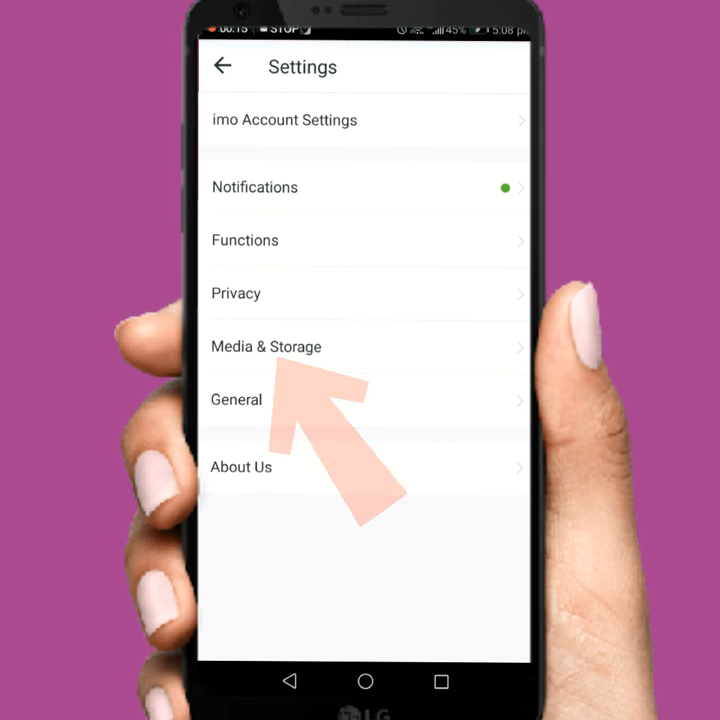 00:15 STOP 45% 5:08 pm
Settings
imo Account Settings
Notifications
Functions
Privacy
Media & Storage
General
About Us
LG